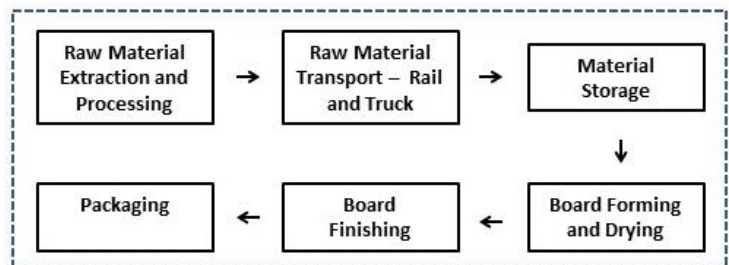 Raw Material
Extraction and
Processing
Raw Material
Transport – Rail
and Truck
Material
Storage
Board Forming
and Drying
Board
Finishing
Packaging